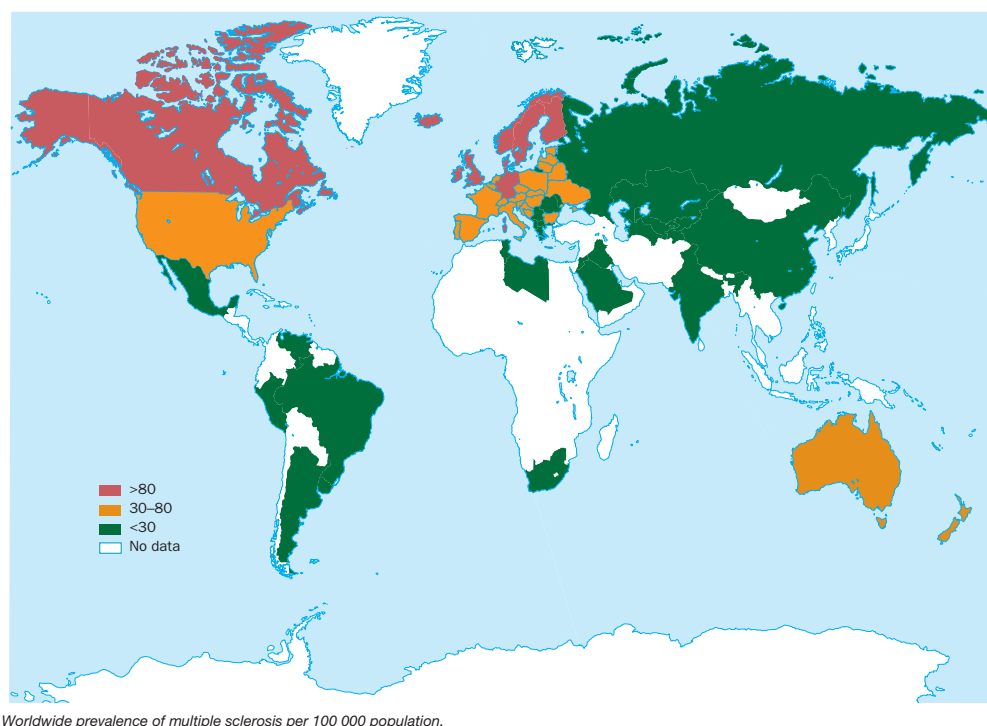 >80
30–80
<30
No data
Worldwide prevalence of multiple sclerosis per 100 000 population.